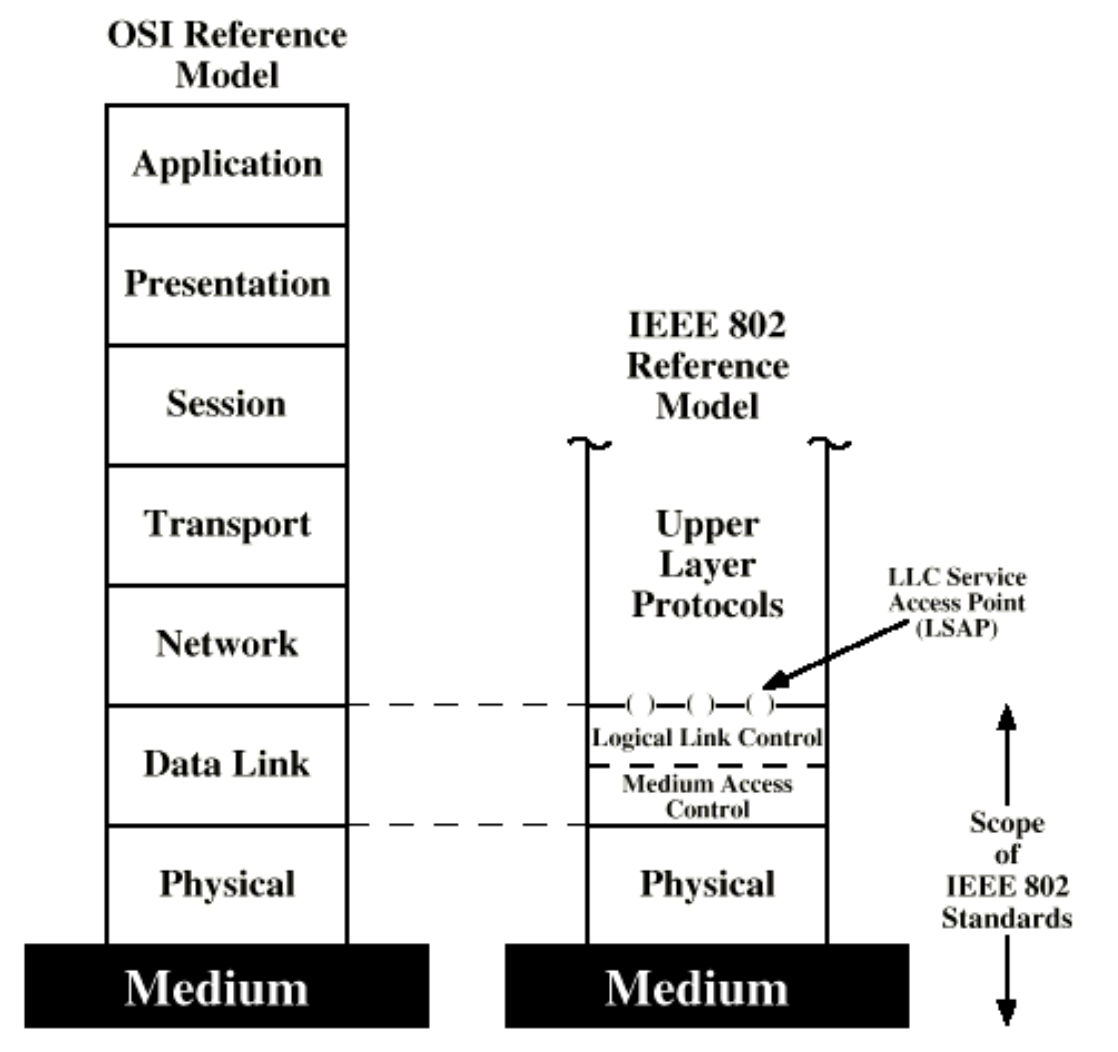 OSI Reference
Model
Application
Presentation
Session
Transport
Network
Data Link
Physical
Medium
IEEE 802
Reference
Model
Upper
Layer
Protocols
LLC Service
Access Point
(LSAP)
Logical Link Control
Medium Access
Control
Physical
Medium
Scope
of
IEEE 802
Standards